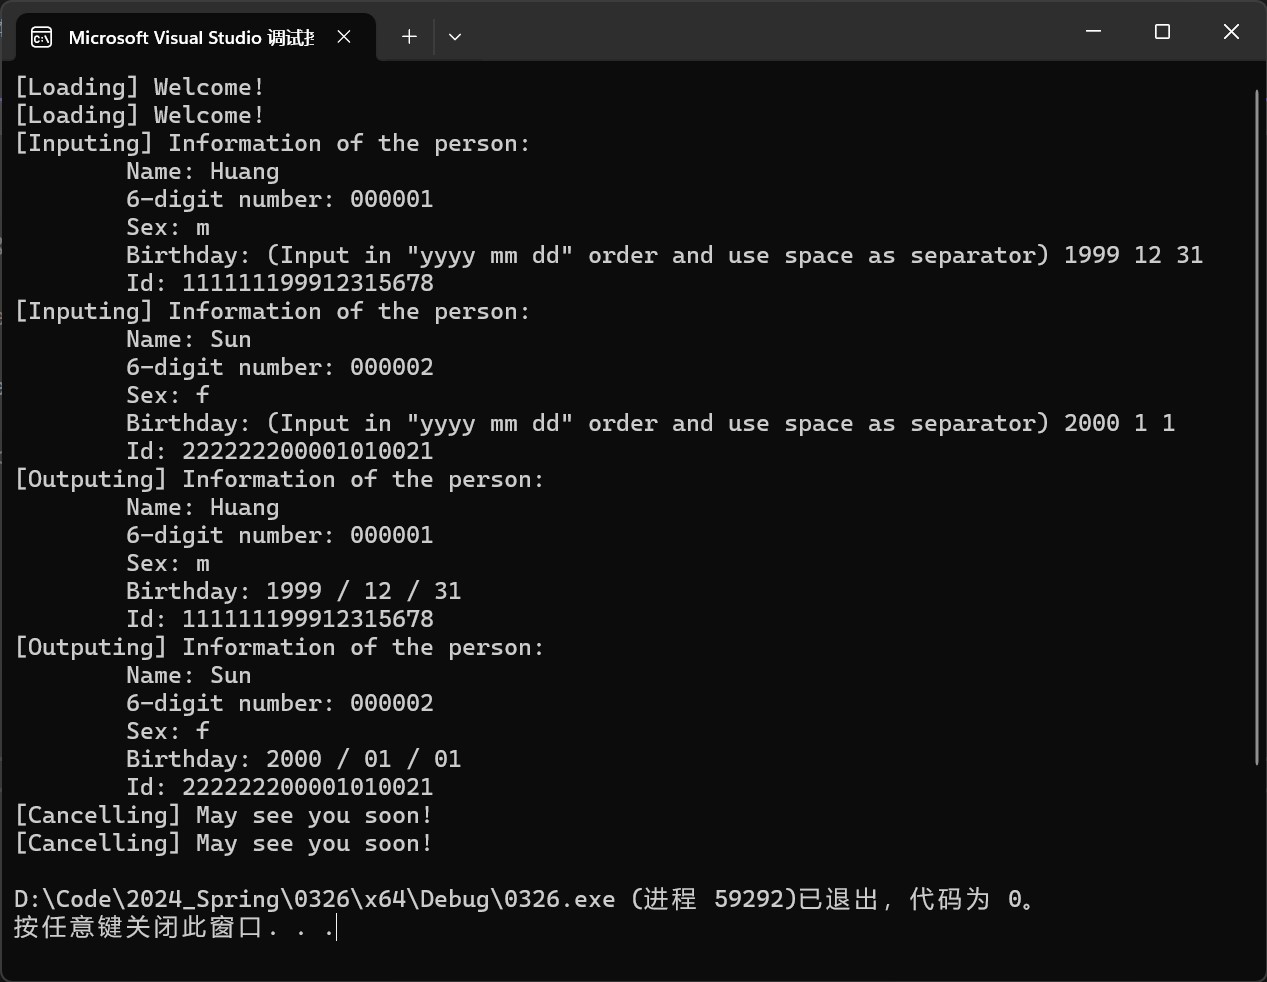 Microsoft Visual Studio 调试
[Loading] Welcome!
[Loading] Welcome!
[Inputing] Information of the person:
Name: Huang
6-digit number: 000001
Sex: m
Birthday: (Input in "yyyy mm dd" order and use space as separator) 1999 12 31
Id: 111111199912315678
[Inputing] Information of the person:
Name: Sun
6-digit number: 000002
Sex: f
Birthday: (Input in "yyyy mm dd" order and use space as separator) 2000 1 1
Id: 222222200001010021
[Outputing] Information of the person:
Name: Huang
6-digit number: 000001
Sex: m
Birthday: 1999 / 12 / 31
Id: 111111199912315678
[Outputing] Information of the person:
Name: Sun
6-digit number: 000002
Sex: f
Birthday: 2000 / 01 / 01
Id: 222222200001010021
[Cancelling] May see you soon!
[Cancelling] May see you soon!
D:\Code\2024_Spring\0326\x64\Debug\0326.exe (进程 59292)已退出，代码为 0。
按任意键关闭此窗口. . .